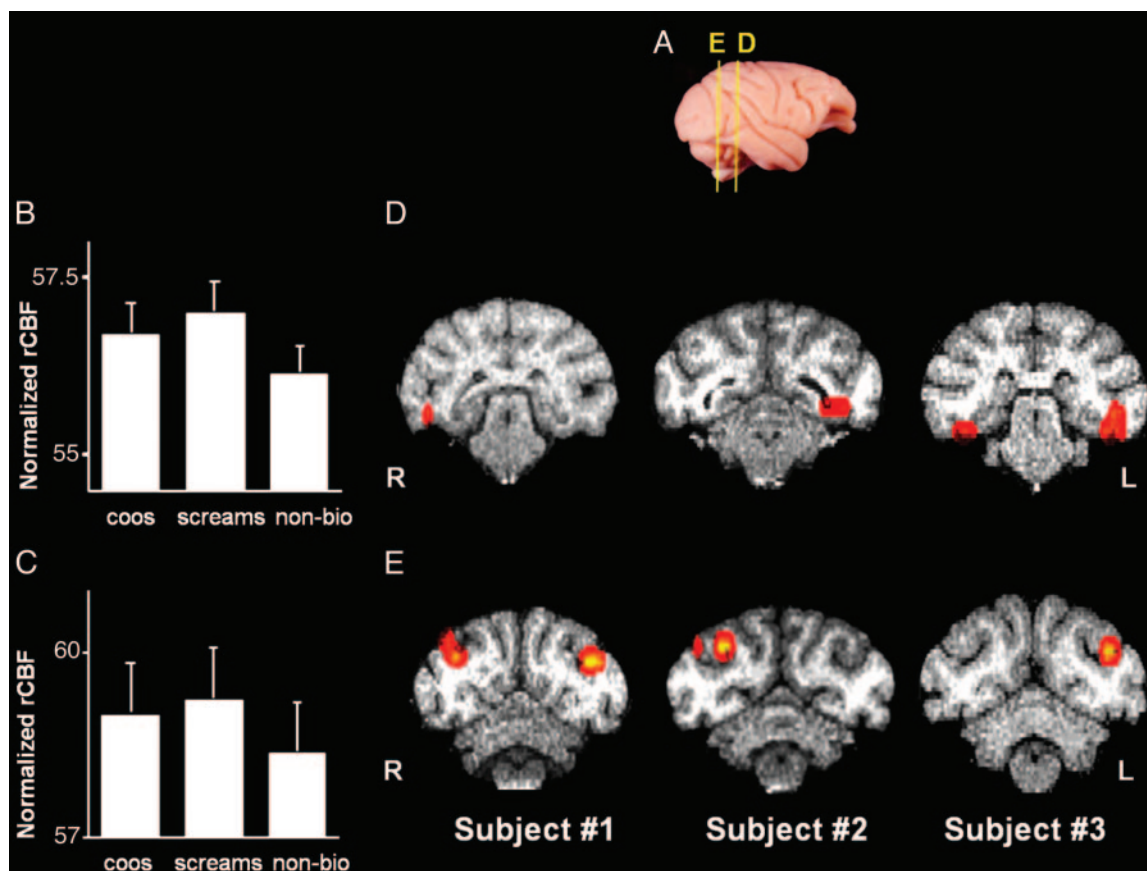 A
E D
B
D
57.5
55
Normalized rCBF
coos screams non-bio
R
L
C
E
60
57
Normalized rCBF
coos screams non-bio
R
L
Subject #1 Subject #2 Subject #3